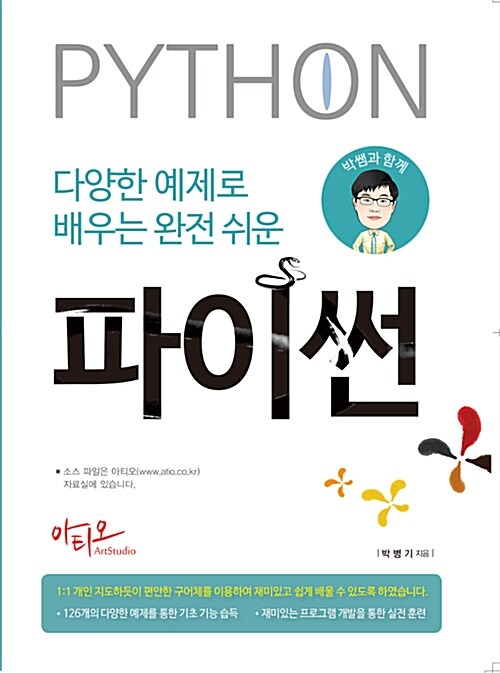 PYTHON
박쌤과 함께
다양한 예제로
배우는 완전 쉬운
파이썬
■ 소스 파일은 아티오(www.atio.co.kr)
자료실에 있습니다.
아티오
ArtStudio
| 박 병 기 지음 |
1:1 개인 지도하듯이 편안한 구어체를 이용하여 재미있고 쉽게 배울 수 있도록 하였습니다.
• 126개의 다양한 예제를 통한 기초 기능 습득 • 재미있는 프로그램 개발을 통한 실전 훈련